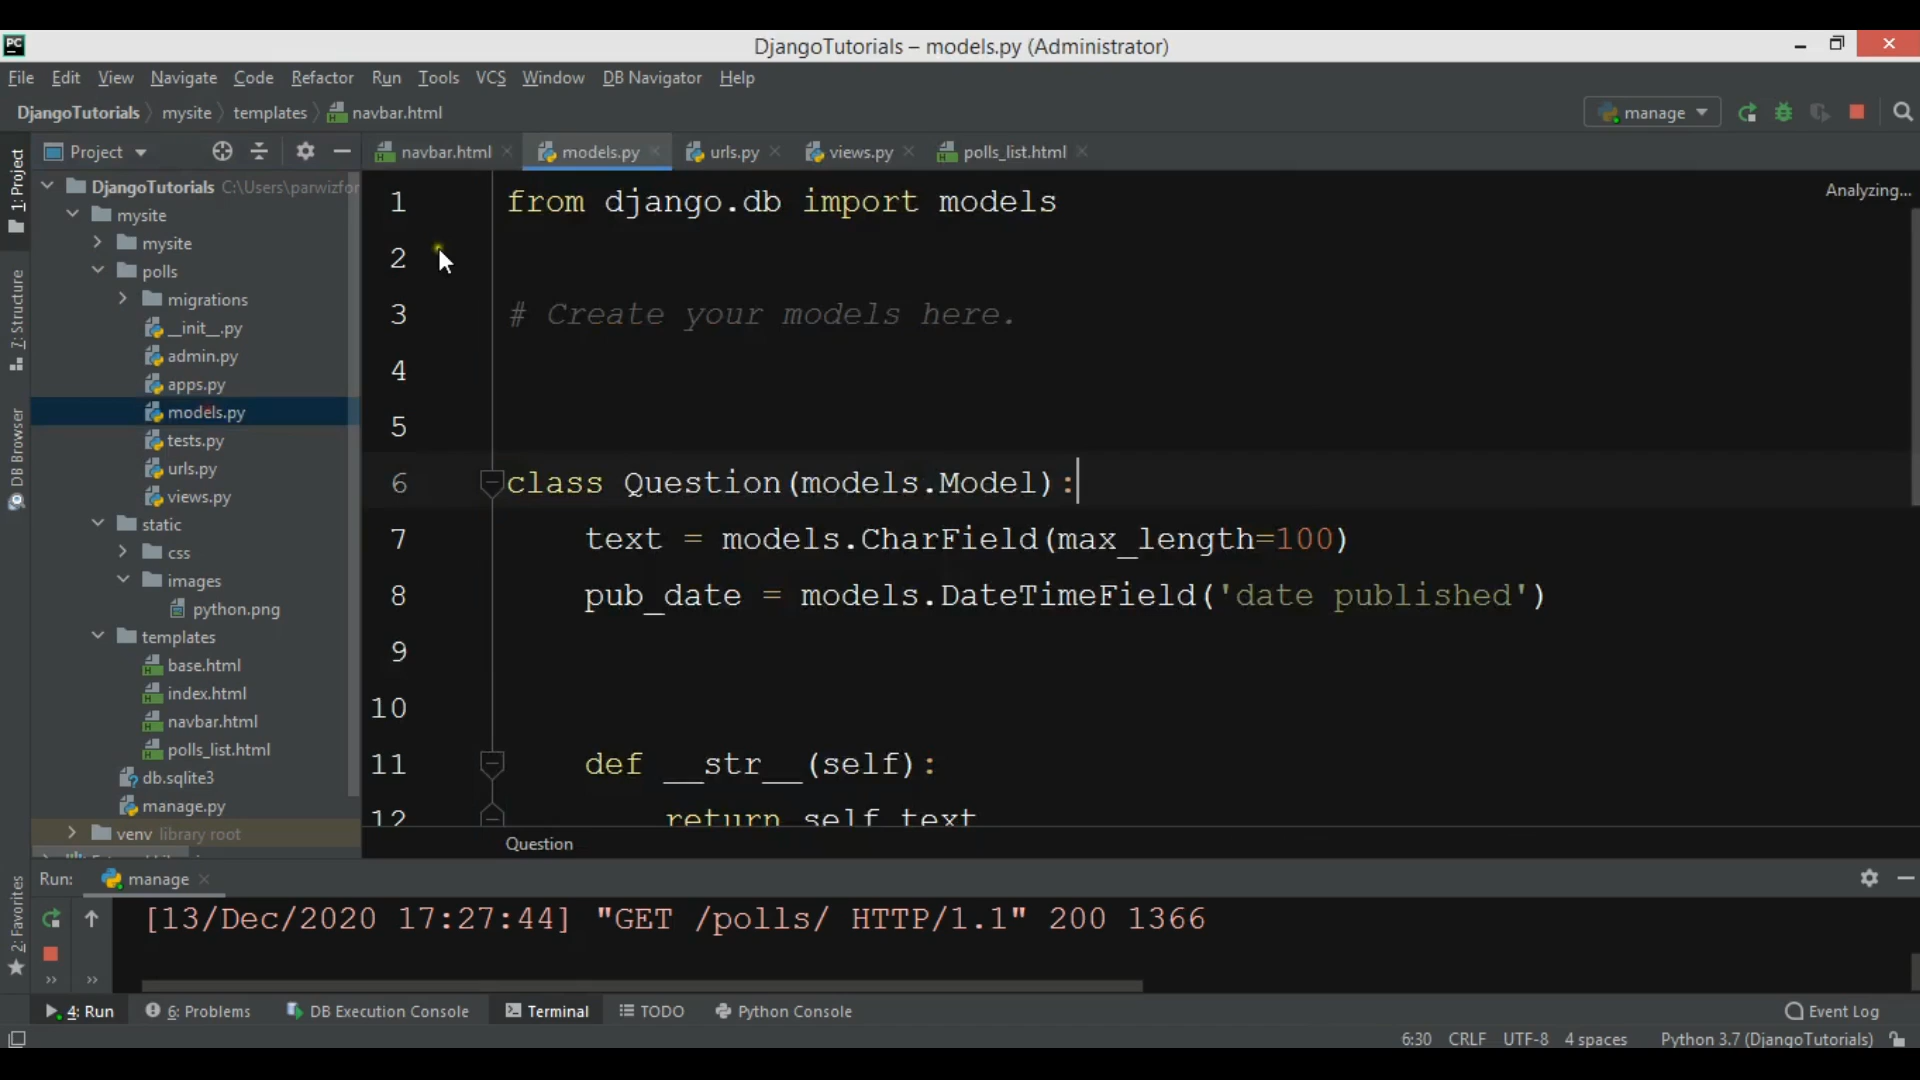 PC
DjangoTutorials – models.py (Administrator)
File Edit View Navigate Code Refactor Run Tools VCS Window DB Navigator Help
DjangoTutorials mysite templates navbar.html
manage
Project
navbar.html
models.py
urls.py
views.py
polls_list.html
1: Project
7: Structure
DB Browser
2: Favorites
DjangoTutorials C:\Users\parwizfor
mysite
mysite
polls
migrations
__init__.py
admin.py
apps.py
models.py
tests.py
urls.py
views.py
static
css
images
python.png
templates
base.html
index.html
navbar.html
polls_list.html
db.sqlite3
manage.py
venv library root
Analyzing...
1 from django.db import models
2
3 # Create your models here.
4
5
6 class Question(models.Model):
7 text = models.CharField(max_length=100)
8 pub_date = models.DateTimeField('date published')
9
10
11 def __str__(self):
12 return self.text
Question
Run: manage
[13/Dec/2020 17:27:44] "GET /polls/ HTTP/1.1" 200 1366
4: Run 6: Problems DB Execution Console Terminal TODO Python Console Event Log
6:30 CRLF UTF-8 4 spaces Python 3.7 (DjangoTutorials)